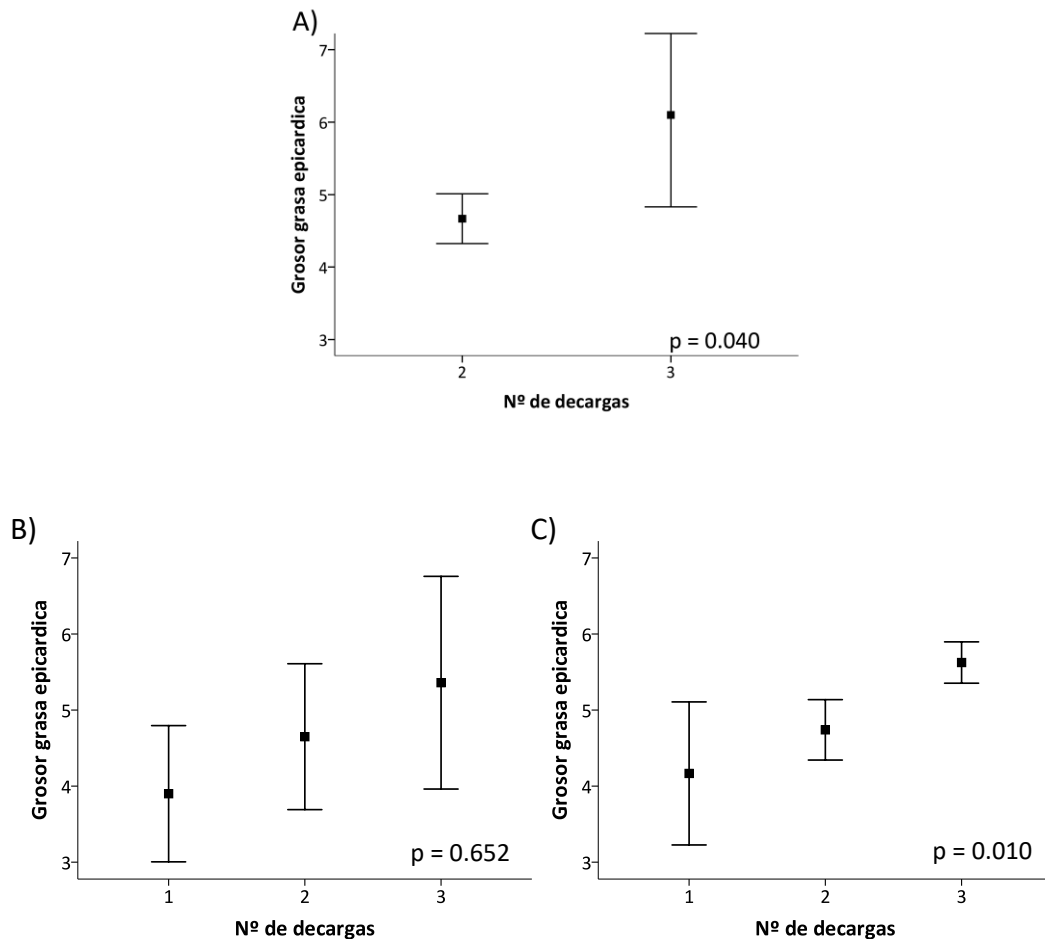 A)
Grosor grasa epicardica
7
6
5
4
3
p = 0.040
2 3
Nº de decargas
B)
Grosor grasa epicardica
7
6
5
4
3
p = 0.652
1 2 3
Nº de decargas
C)
Grosor grasa epicardica
7
6
5
4
3
p = 0.010
1 2 3
Nº de decargas